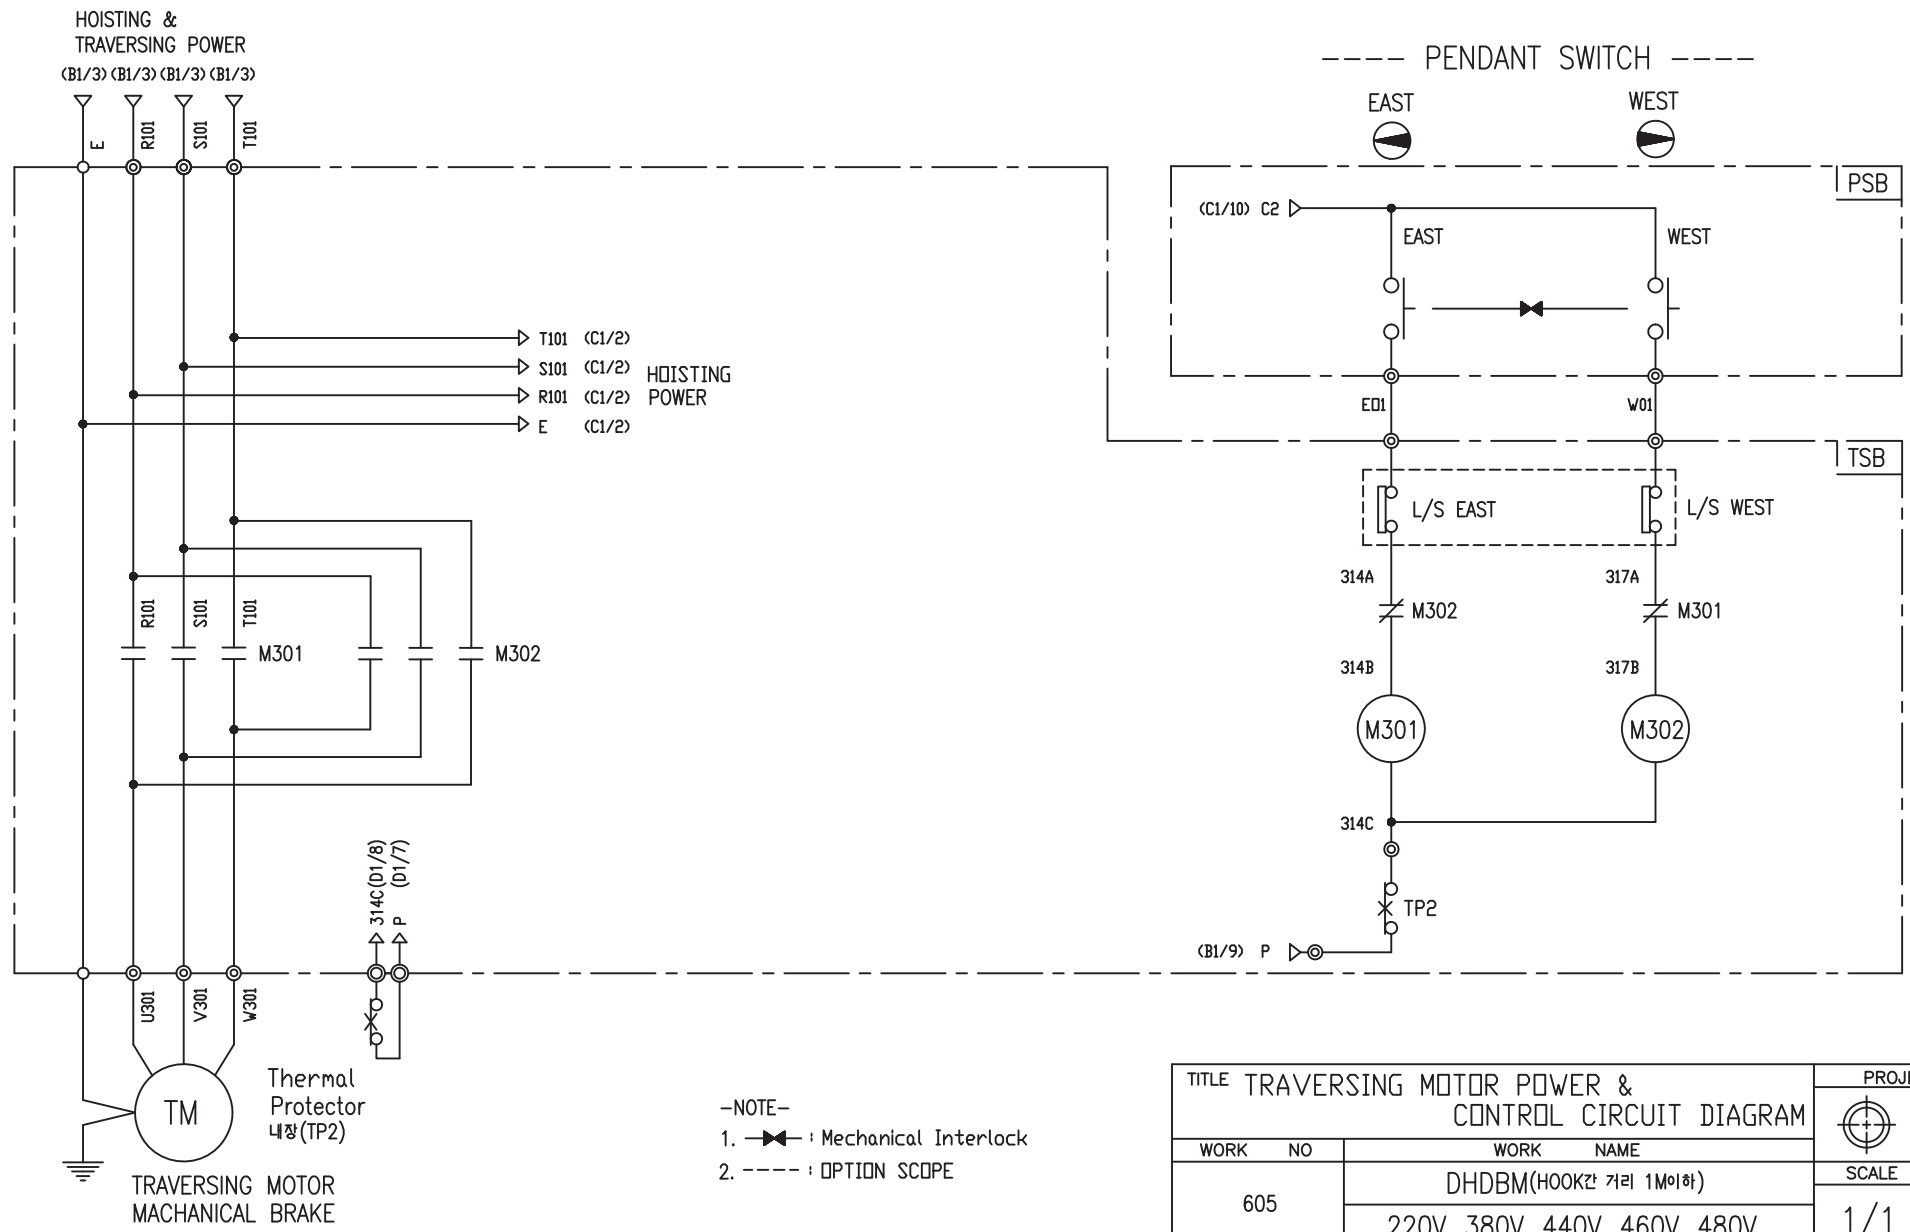 HOISTING &
TRAVERSING POWER
(B1/3) (B1/3) (B1/3) (B1/3)
E
R101
S101
T101
T101 (C1/2)
S101 (C1/2)
R101 (C1/2)
E (C1/2)
HOISTING
POWER
R101
S101
T101
M301
M302
314C(D1/8)
P (D1/7)
U301
V301
W301
TM
Thermal
Protector
내장(TP2)
TRAVERSING MOTOR
MACHANICAL BRAKE
---- PENDANT SWITCH ----
EAST
WEST
PSB
(C1/10) C2
EAST
WEST
E01
W01
TSB
L/S EAST
L/S WEST
314A
317A
M302
M301
314B
317B
M301
M302
314C
TP2
(B1/9) P
-NOTE-
1. : Mechanical Interlock
2. ---- : OPTION SCOPE
TITLE TRAVERSING MOTOR POWER &
CONTROL CIRCUIT DIAGRAM
PROJE
WORK NO
WORK NAME
SCALE
605
DHDBM(HOOK간 거리 1M이하)
220V 380V 440V 460V 480V
1/1